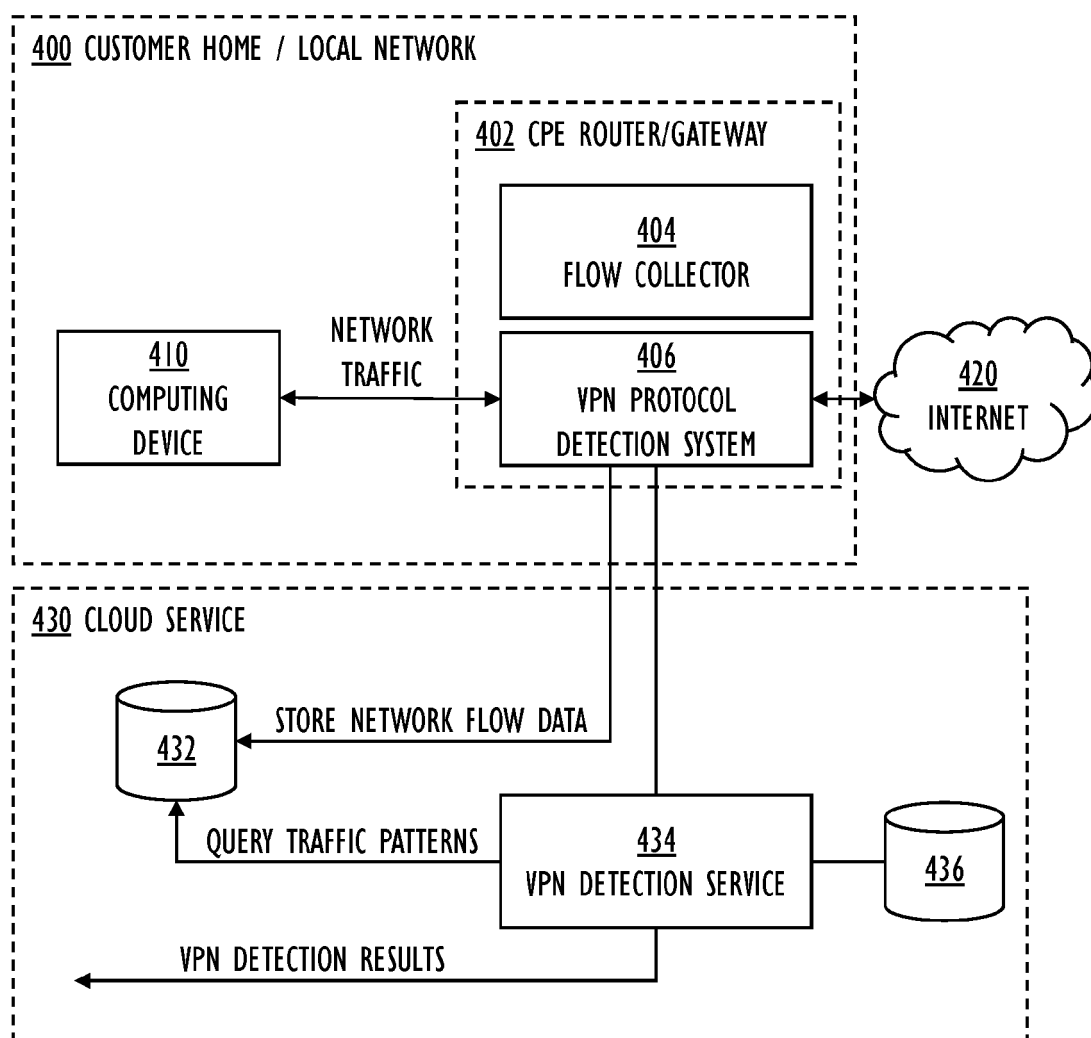 400 CUSTOMER HOME / LOCAL NETWORK
402 CPE ROUTER/GATEWAY
404
FLOW COLLECTOR
NETWORK
TRAFFIC
410
COMPUTING
DEVICE
406
VPN PROTOCOL
DETECTION SYSTEM
420
INTERNET
430 CLOUD SERVICE
432
STORE NETWORK FLOW DATA
QUERY TRAFFIC PATTERNS
434
VPN DETECTION SERVICE
436
VPN DETECTION RESULTS